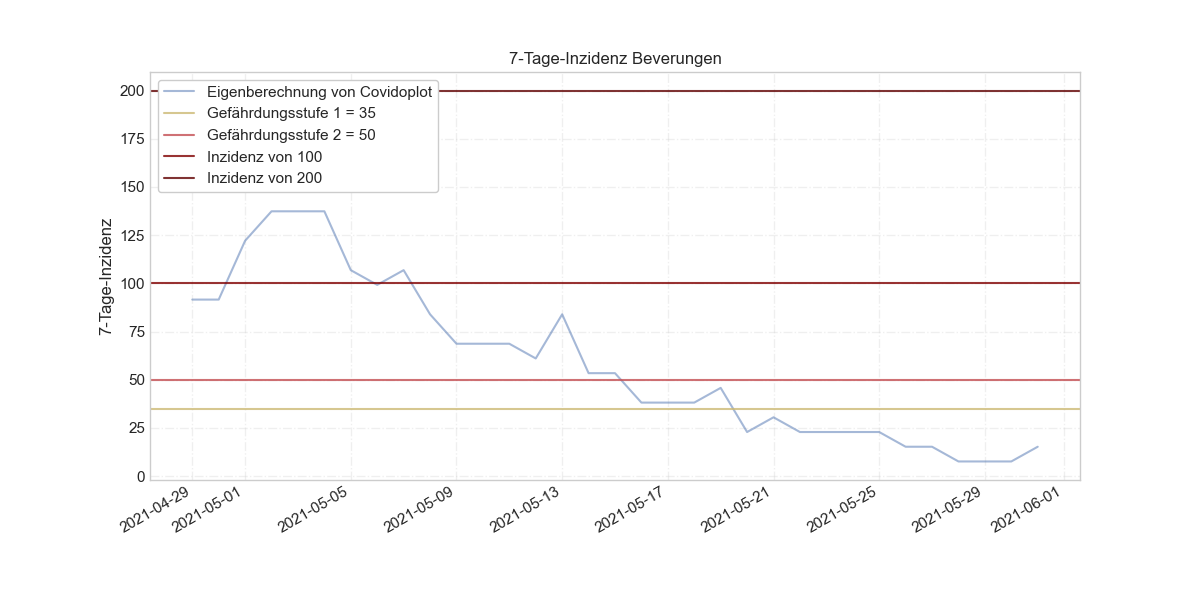 7-Tage-Inzidenz Beverungen
Eigenberechnung von Covidoplot
Gefährdungsstufe 1 = 35
Gefährdungsstufe 2 = 50
Inzidenz von 100
Inzidenz von 200
7-Tage-Inzidenz
200
175
150
125
100
75
50
25
0
2021-04-29
2021-05-01
2021-05-05
2021-05-09
2021-05-13
2021-05-17
2021-05-21
2021-05-25
2021-05-29
2021-06-01